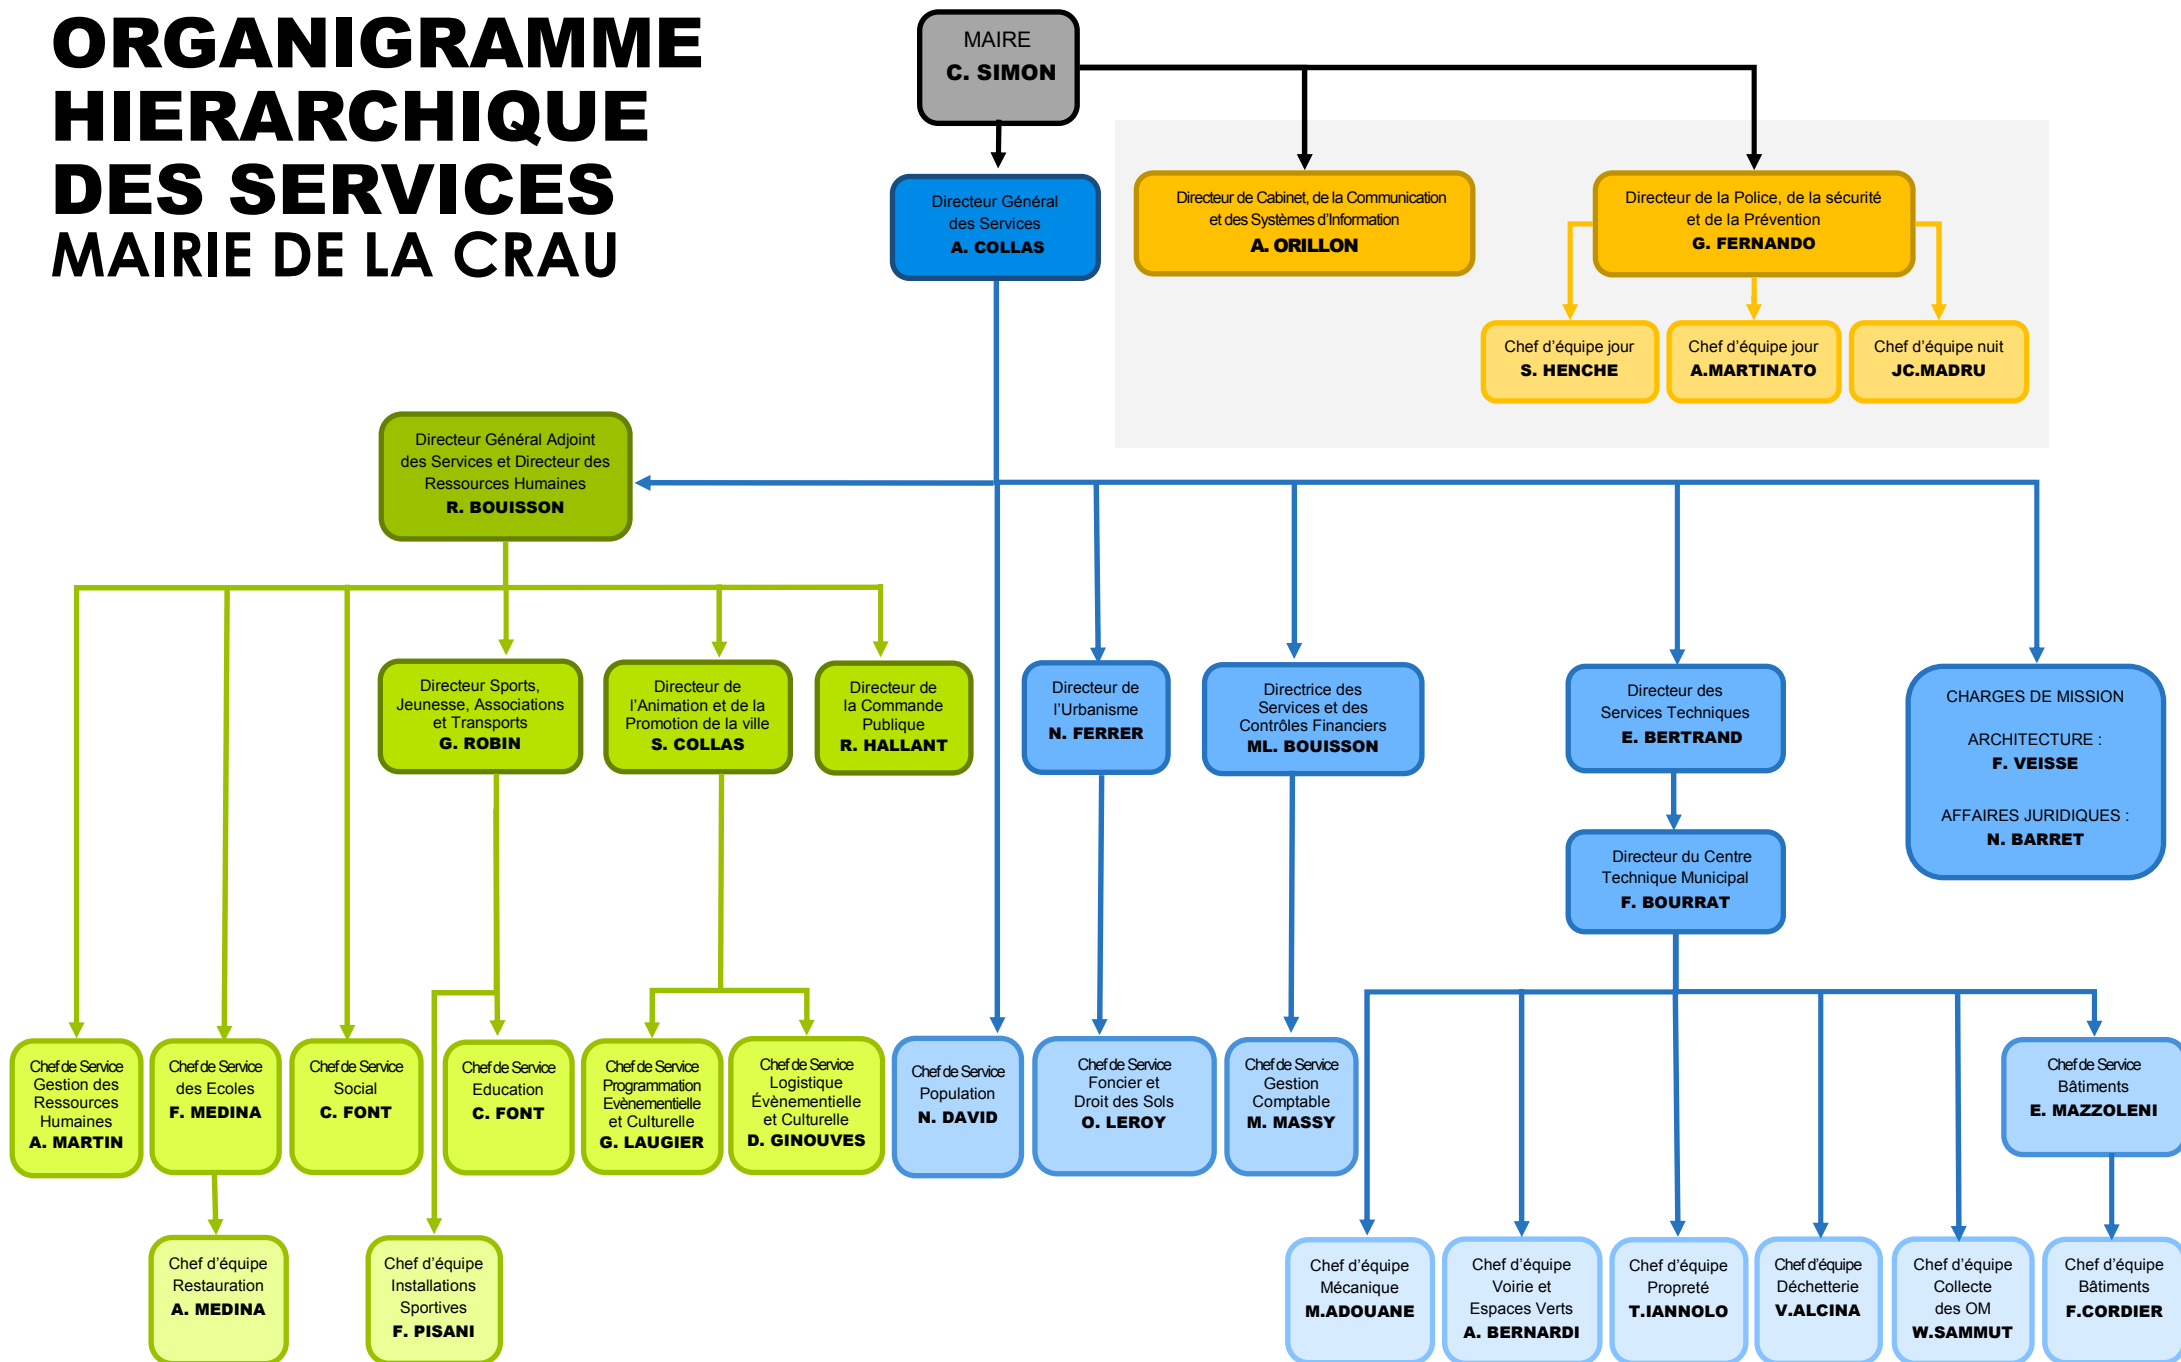 ORGANIGRAMME
HIERARCHIQUE
DES SERVICES
MAIRIE DE LA CRAU
MAIRE
C. SIMON
Directeur Général
des Services
A. COLLAS
Directeur de Cabinet, de la Communication
et des Systèmes d'Information
A. ORILLON
Directeur de la Police, de la sécurité
et de la Prévention
G. FERNANDO
Chef d'équipe jour
S. HENCHE
Chef d'équipe jour
A.MARTINATO
Chef d'équipe nuit
JC.MADRU
Directeur Général Adjoint
des Services et Directeur des
Ressources Humaines
R. BOUISSON
Directeur Sports,
Jeunesse, Associations
et Transports
G. ROBIN
Directeur de
l'Animation et de la
Promotion de la ville
S. COLLAS
Directeur de
la Commande
Publique
R. HALLANT
Directeur de
l'Urbanisme
N. FERRER
Directrice des
Services et des
Contrôles Financiers
ML. BOUISSON
Directeur des
Services Techniques
E. BERTRAND
CHARGES DE MISSION
ARCHITECTURE :
F. VEISSE
AFFAIRES JURIDIQUES :
N. BARRET
Directeur du Centre
Technique Municipal
F. BOURRAT
Chef de Service
Gestion des
Ressources
Humaines
A. MARTIN
Chef de Service
des Ecoles
F. MEDINA
Chef de Service
Social
C. FONT
Chef de Service
Education
C. FONT
Chef de Service
Programmation
Evènementielle
et Culturelle
G. LAUGIER
Chef de Service
Logistique
Évènementielle
et Culturelle
D. GINOUVES
Chef de Service
Population
N. DAVID
Chef de Service
Foncier et
Droit des Sols
O. LEROY
Chef de Service
Gestion
Comptable
M. MASSY
Chef de Service
Bâtiments
E. MAZZOLENI
Chef d'équipe
Restauration
A. MEDINA
Chef d'équipe
Installations
Sportives
F. PISANI
Chef d'équipe
Mécanique
M.ADOUANE
Chef d'équipe
Voirie et
Espaces Verts
A. BERNARDI
Chef d'équipe
Propreté
T.IANNOLO
Chef d'équipe
Déchetterie
V.ALCINA
Chef d'équipe
Collecte
des OM
W.SAMMUT
Chef d'équipe
Bâtiments
F.CORDIER